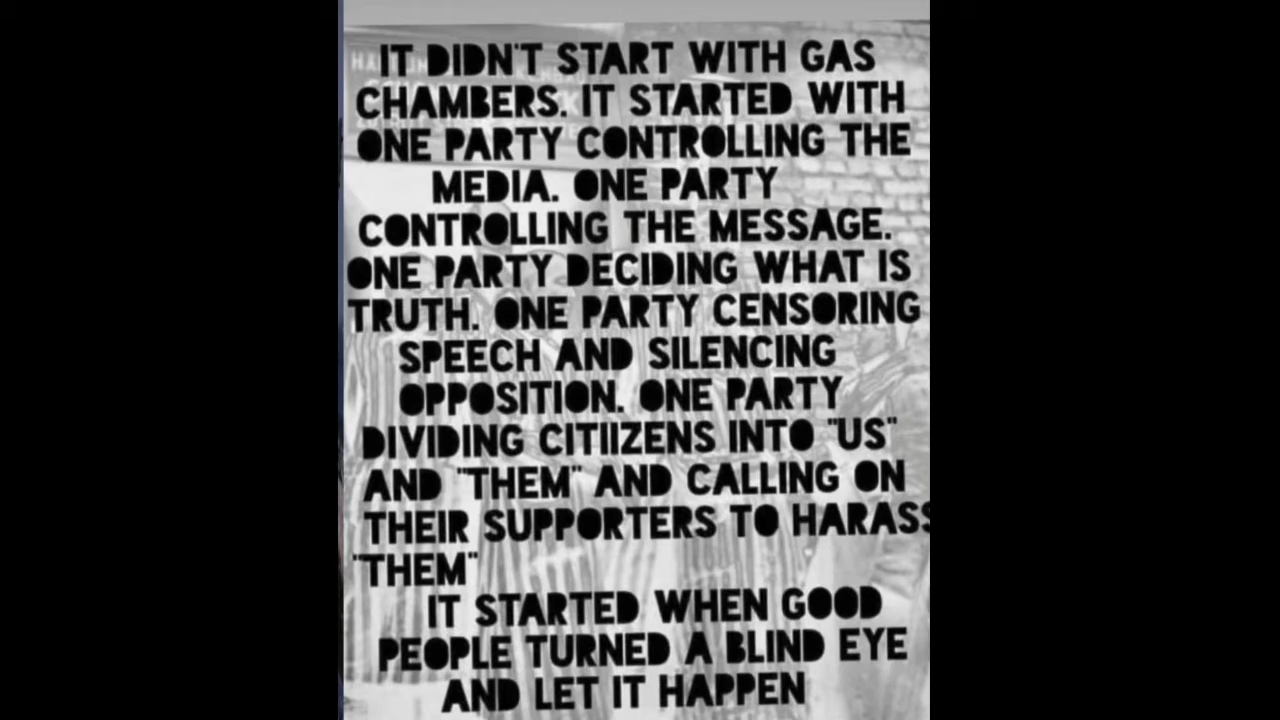 IT DIDN'T START WITH GAS
CHAMBERS. IT STARTED WITH
ONE PARTY CONTROLLING THE
MEDIA. ONE PARTY
CONTROLLING THE MESSAGE.
ONE PARTY DECIDING WHAT IS
TRUTH. ONE PARTY CENSORING
SPEECH AND SILENCING
OPPOSITION. ONE PARTY
DIVIDING CITIIZENS INTO "US"
AND "THEM" AND CALLING ON
THEIR SUPPORTERS TO HARASS
"THEM"
IT STARTED WHEN GOOD
PEOPLE TURNED A BLIND EYE
AND LET IT HAPPEN